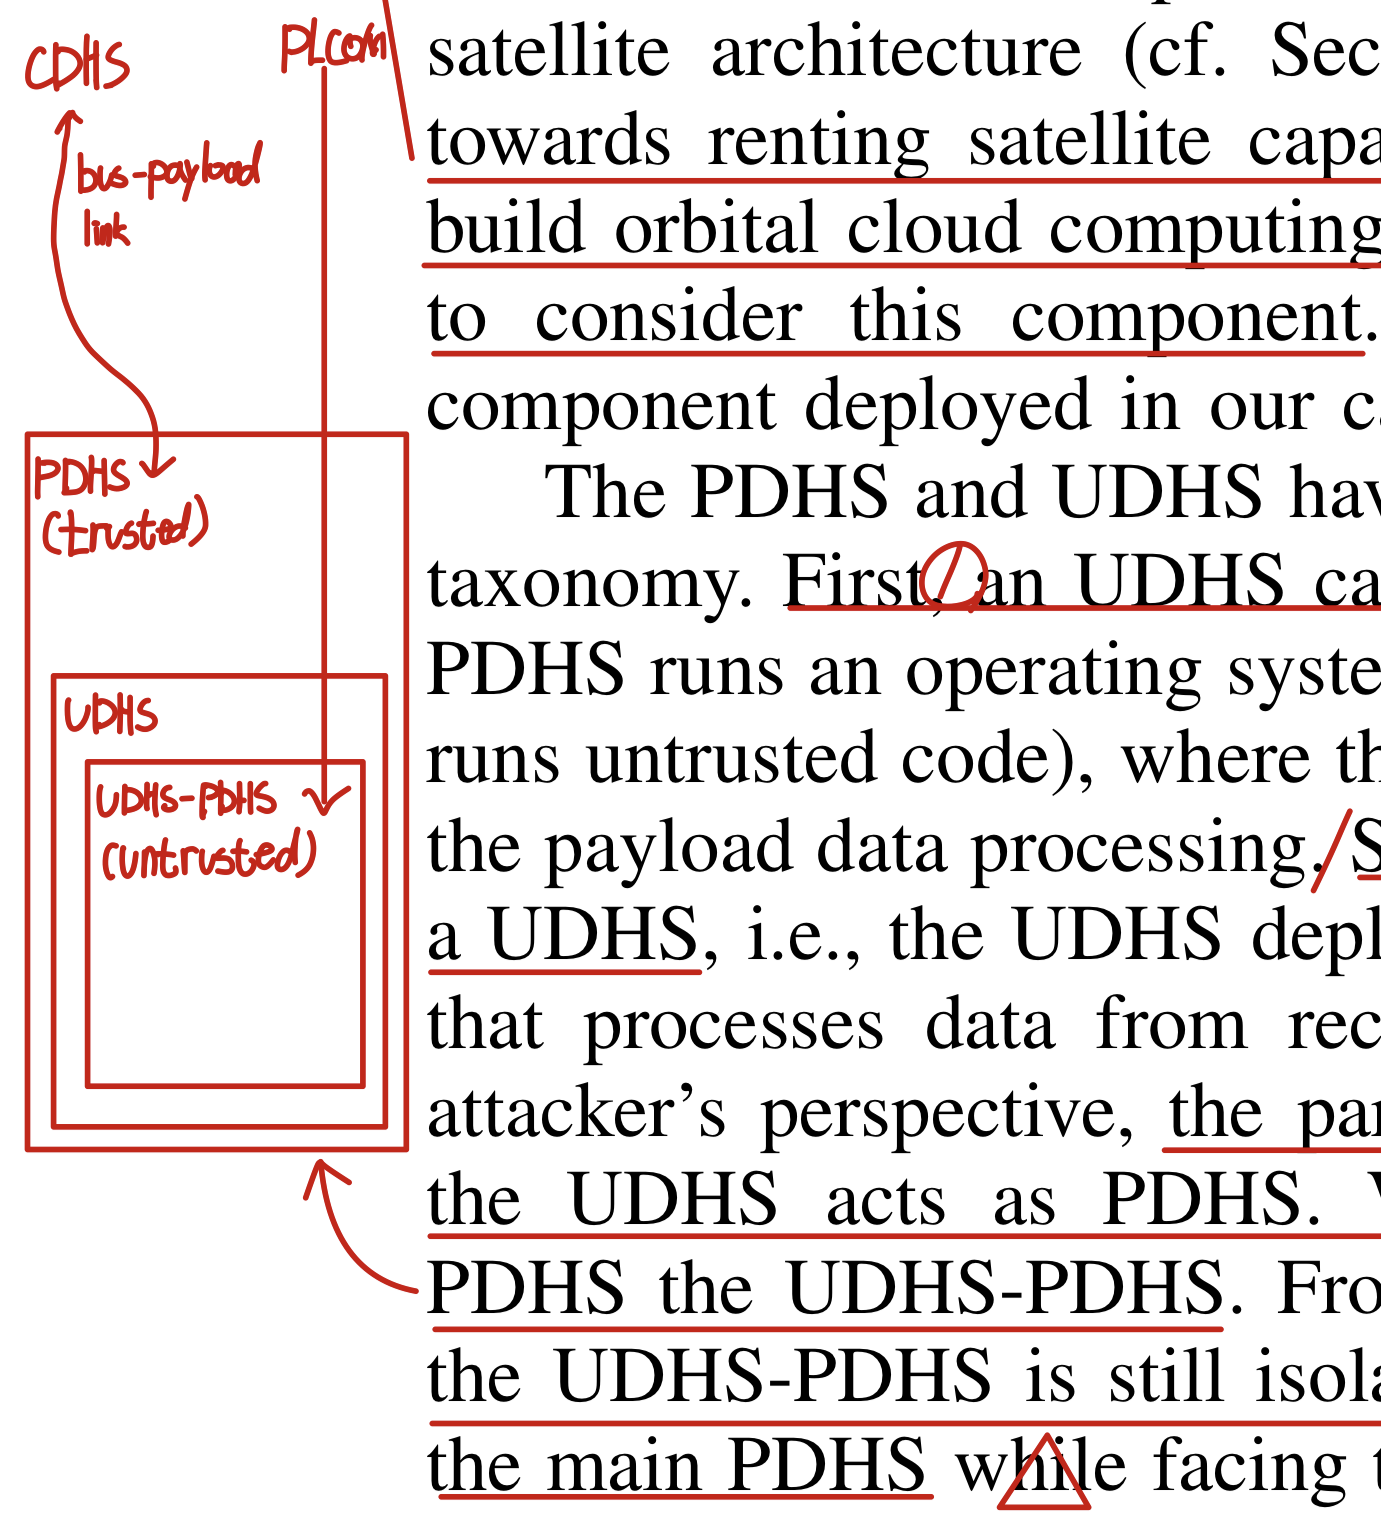 CDHS
PLcom
bus-payload
link
PDHS
(trusted)
UDHS
UDHS-PDHS
(untrusted)
satellite architecture (cf. Sec
towards renting satellite capa
build orbital cloud computing
to consider this component.
component deployed in our ca
The PDHS and UDHS hav
taxonomy. First, an UDHS ca
PDHS runs an operating syste
runs untrusted code), where th
the payload data processing. S
a UDHS, i.e., the UDHS depl
that processes data from rec
attacker’s perspective, the par
the UDHS acts as PDHS.
PDHS the UDHS-PDHS. Fro
the UDHS-PDHS is still isola
the main PDHS while facing t